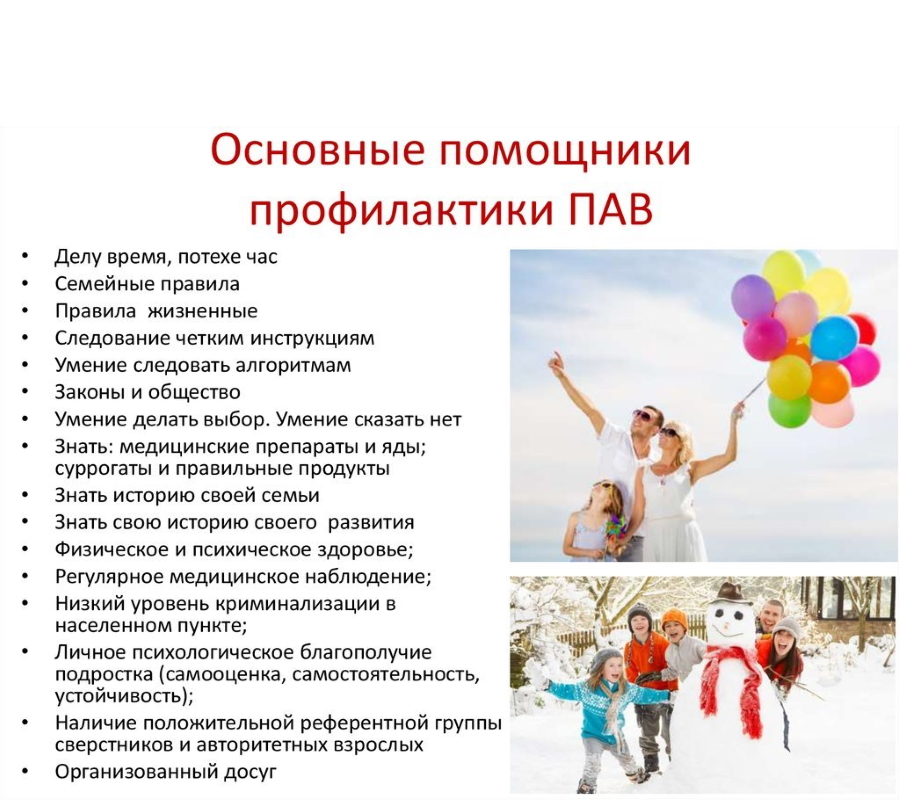 Основные помощники
профилактики ПАВ
• Делу время, потехе час
• Семейные правила
• Правила  жизненные
• Следование четким инструкциям
• Умение следовать алгоритмам
• Законы и общество
• Умение делать выбор. Умение сказать нет
• Знать: медицинские препараты и яды;
суррогаты и правильные продукты
• Знать историю своей семьи
• Знать свою историю своего  развития
• Физическое и психическое здоровье;
• Регулярное медицинское наблюдение;
• Низкий уровень криминализации в
населенном пункте;
• Личное психологическое благополучие
подростка (самооценка, самостоятельность,
устойчивость);
• Наличие положительной референтной группы
сверстников и авторитетных взрослых
• Организованный досуг